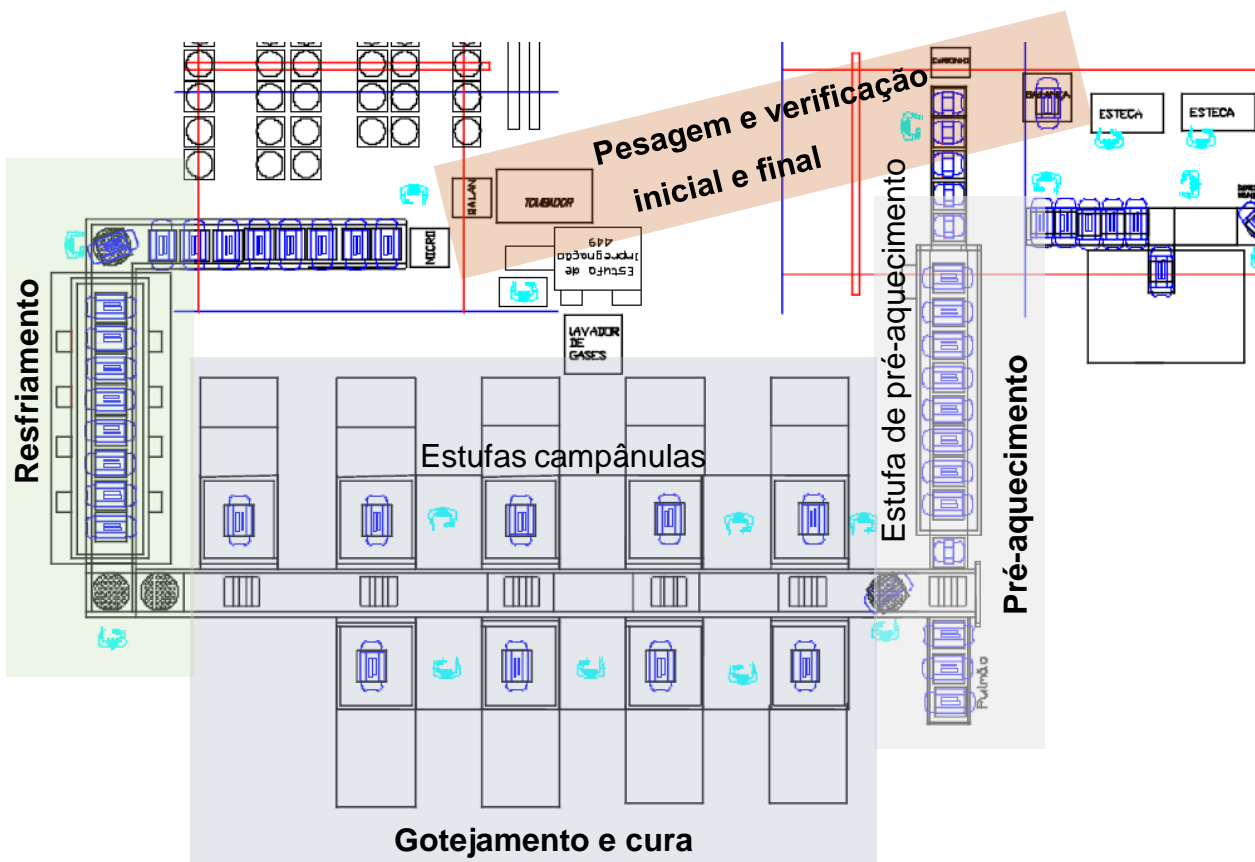 CARRINHO
BALANÇA
ESTECA
ESTECA
Pesagem e verificação
inicial e final
BALAN
TOMBADOR
MICRO
Estufa de
Impregnação
449
LAVADOR
DE
GASES
Resfriamento
Estufas campânulas
Estufa de pré-aquecimento
Pré-aquecimento
Pulmão
Gotejamento e cura